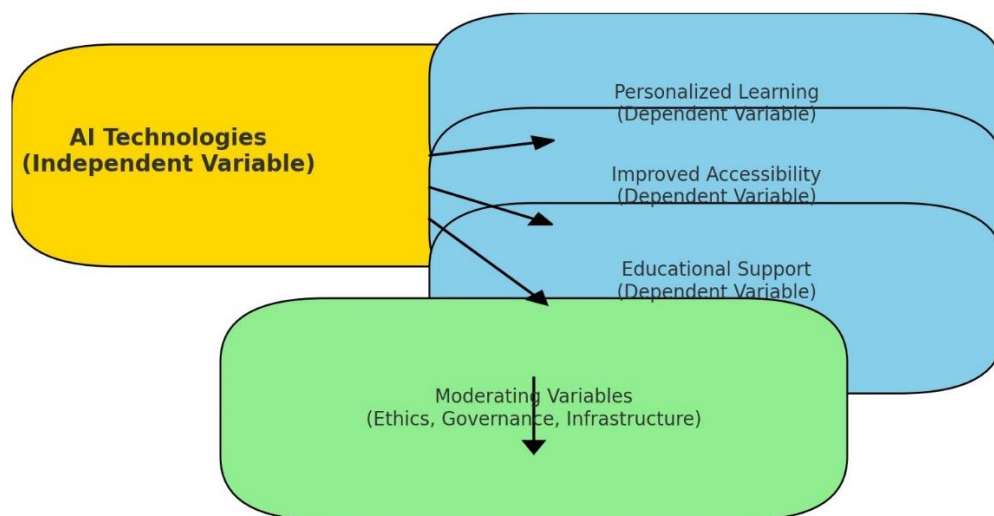 AI Technologies
(Independent Variable)
Personalized Learning
(Dependent Variable)
Improved Accessibility
(Dependent Variable)
Educational Support
(Dependent Variable)
Moderating Variables
(Ethics, Governance, Infrastructure)